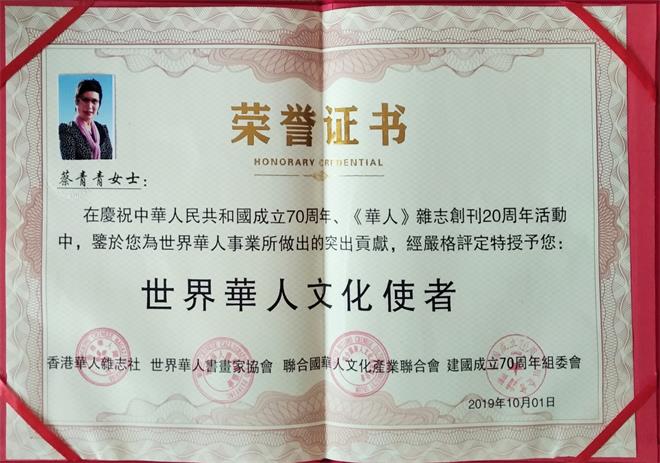 荣誉证书
HONORARY CREDENTIAL
蔡青青女士：
在慶祝中華人民共和國成立70周年、《華人》雜志創刊20周年活動
中，鑒於您為世界華人事業所做出的突出貢獻，經嚴格評定特授予您：
世界華人文化使者
香港華人雜志社 世界華人書畫家協會 聯合國華人文化產業聯合會 建國成立70周年組委會
2019年10月01日